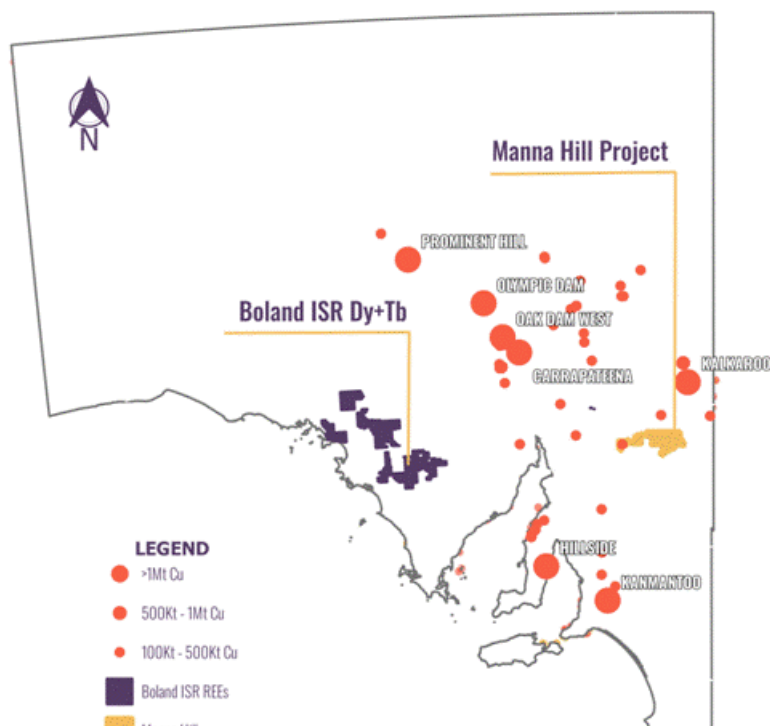 N
Manna Hill Project
PROMINENT HILL
OLYMPIC DAM
Boland ISR Dy+Tb
OAK DAM WEST
CARRAPATEENA
KALKAROO
LEGEND
>1Mt Cu
HILLSIDE
500Kt - 1Mt Cu
KANMANTOO
100Kt - 500Kt Cu
Boland ISR REEs